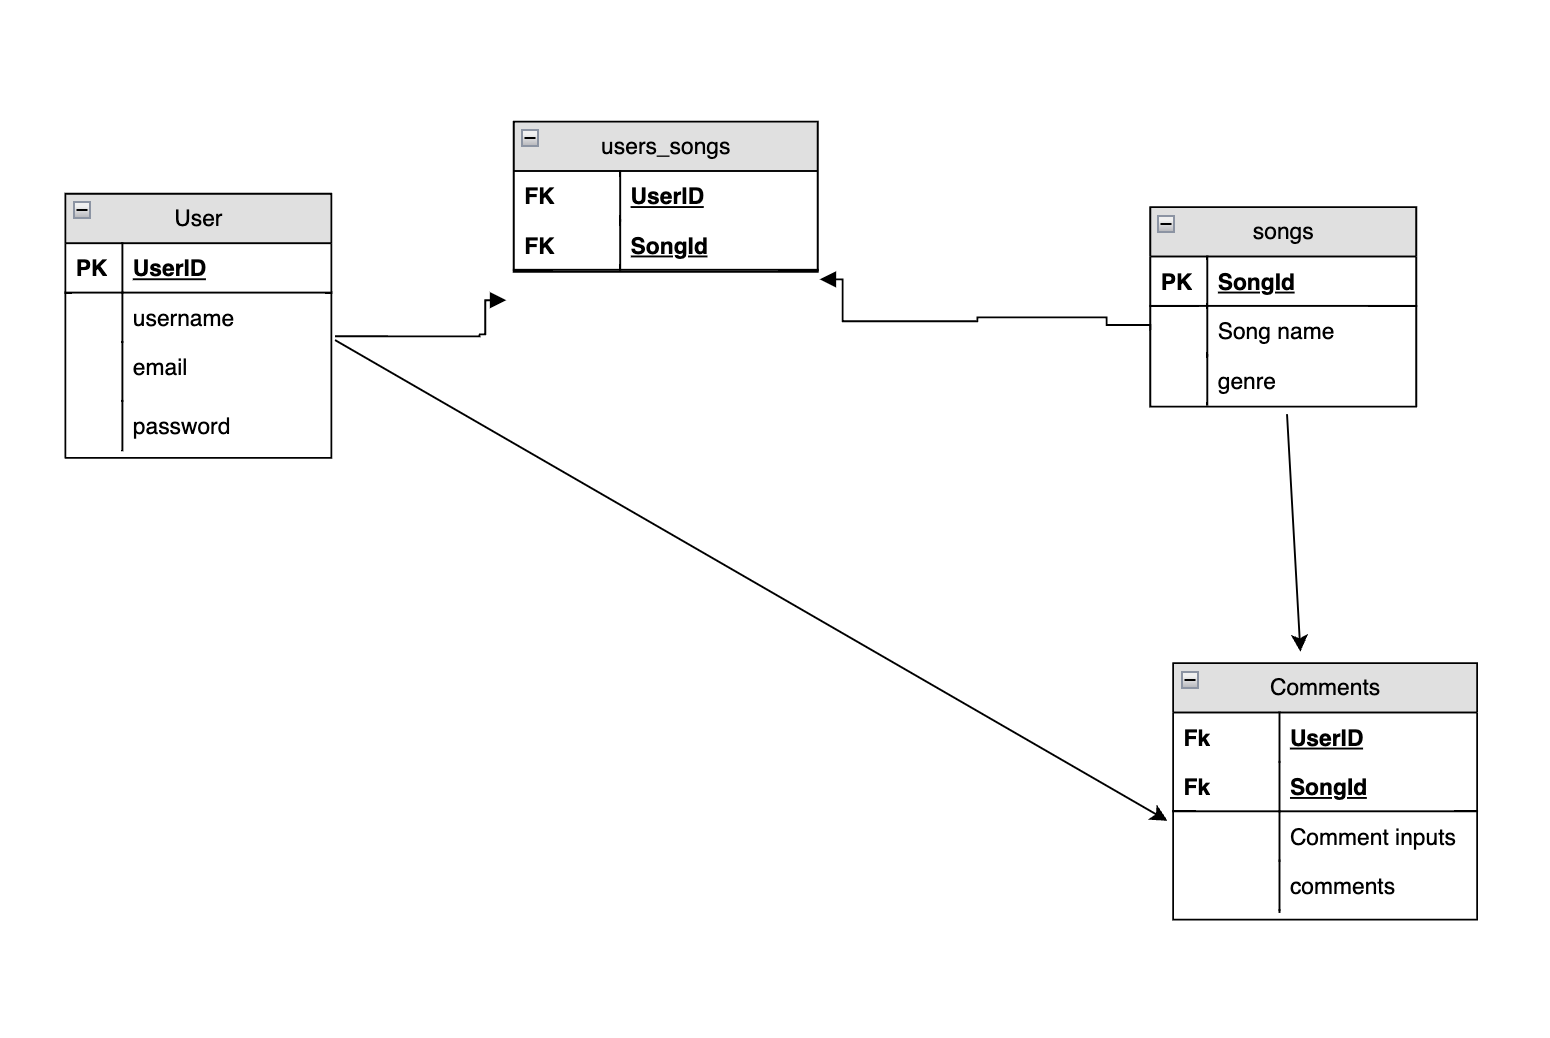 users_songs
FK UserID
FK SongId
User
PK UserID
username
email
password
songs
PK SongId
Song name
genre
Comments
Fk UserID
Fk SongId
Comment inputs
comments